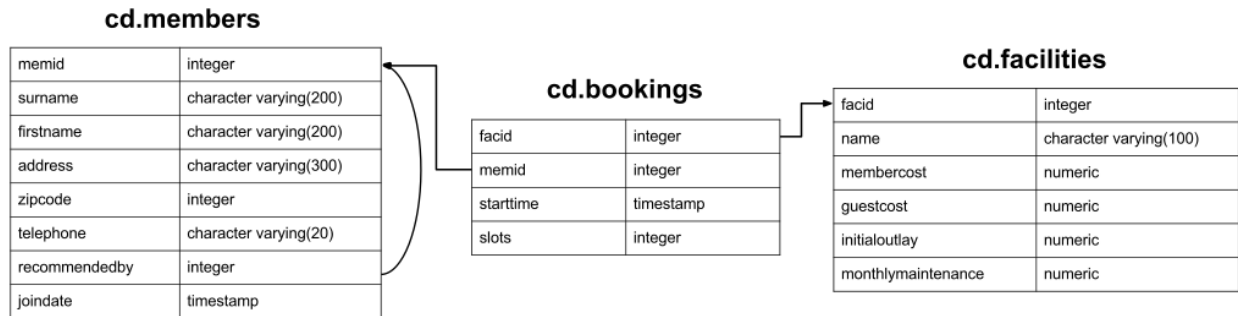 cd.members
memid integer
surname character varying(200)
firstname character varying(200)
address character varying(300)
zipcode integer
telephone character varying(20)
recommendedby integer
joindate timestamp
cd.bookings
facid integer
memid integer
starttime timestamp
slots integer
cd.facilities
facid integer
name character varying(100)
membercost numeric
guestcost numeric
initialoutlay numeric
monthlymaintenance numeric